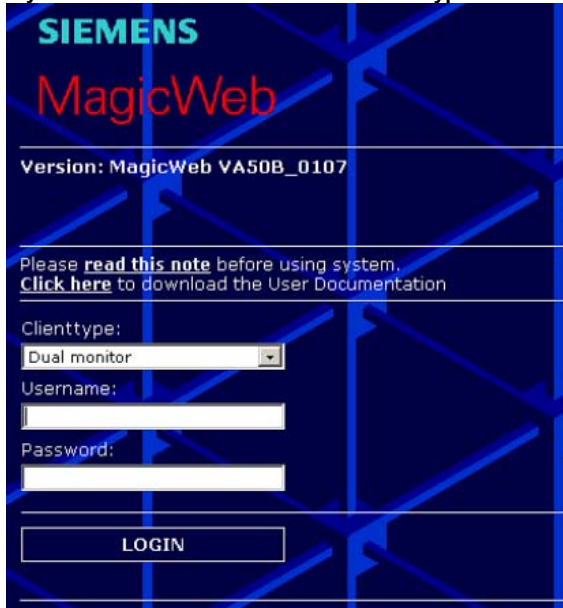 SIEMENS
MagicWeb
Version: MagicWeb VA50B_0107
Please read this note before using system.
Click here to download the User Documentation
Clienttype:
Dual monitor
Username:
Password:
LOGIN